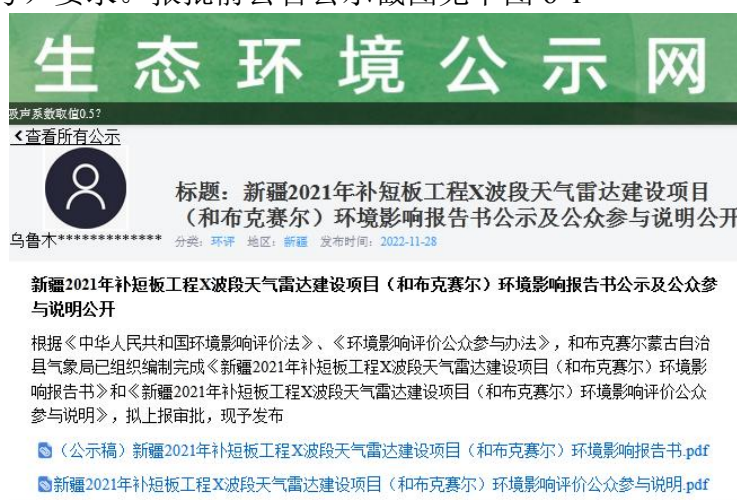 生态环境公示网
吸声系数取值0.5?
<查看所有公示
标题：新疆2021年补短板工程X波段天气雷达建设项目
（和布克赛尔）环境影响报告书公示及公众参与说明公开
乌鲁木*************
分类：环评 地区：新疆 发布时间：2022-11-28
新疆2021年补短板工程X波段天气雷达建设项目（和布克赛尔）环境影响报告书公示及公众参
与说明公开
根据《中华人民共和国环境影响评价法》、《环境影响评价公众参与办法》，和布克赛尔蒙古自治
县气象局已组织编制完成《新疆2021年补短板工程X波段天气雷达建设项目（和布克赛尔）环境影
响报告书》和《新疆2021年补短板工程X波段天气雷达建设项目（和布克赛尔）环境影响评价公众
参与说明》，拟上报审批，现予发布
（公示稿）新疆2021年补短板工程X波段天气雷达建设项目（和布克赛尔）环境影响报告书.pdf
新疆2021年补短板工程X波段天气雷达建设项目（和布克赛尔）环境影响评价公众参与说明.pdf